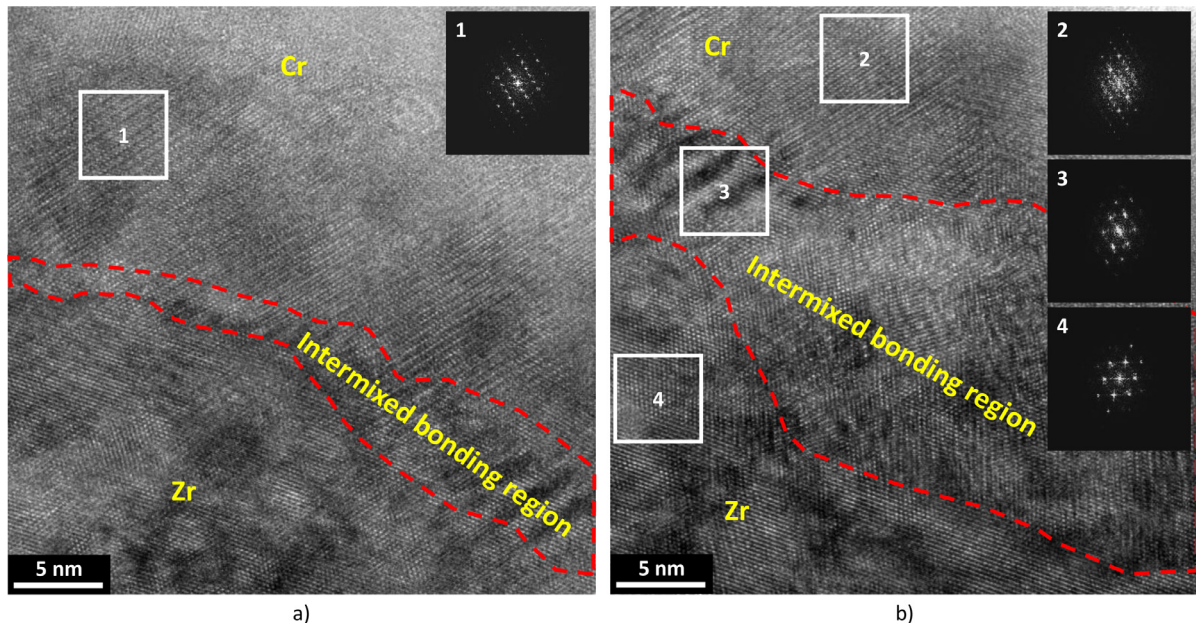 1
Cr
1
Intermixed bonding region
Zr
5 nm
a)
2
Cr
2
3
3
Intermixed bonding region
4
4
Zr
5 nm
b)